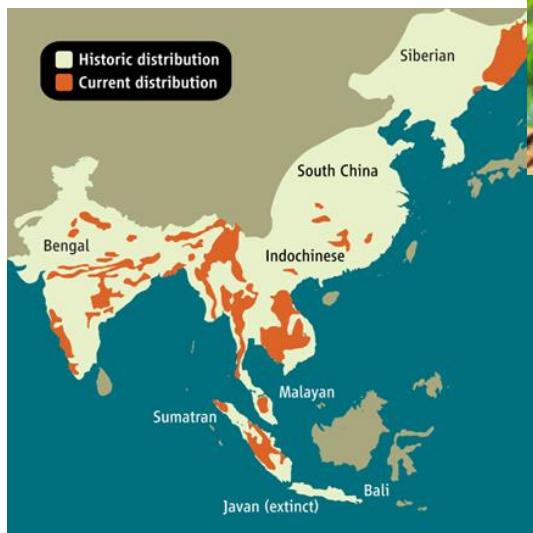 Historic distribution
Current distribution
Siberian
South China
Bengal
Indochinese
Malayan
Sumatran
Bali
Javan (extinct)